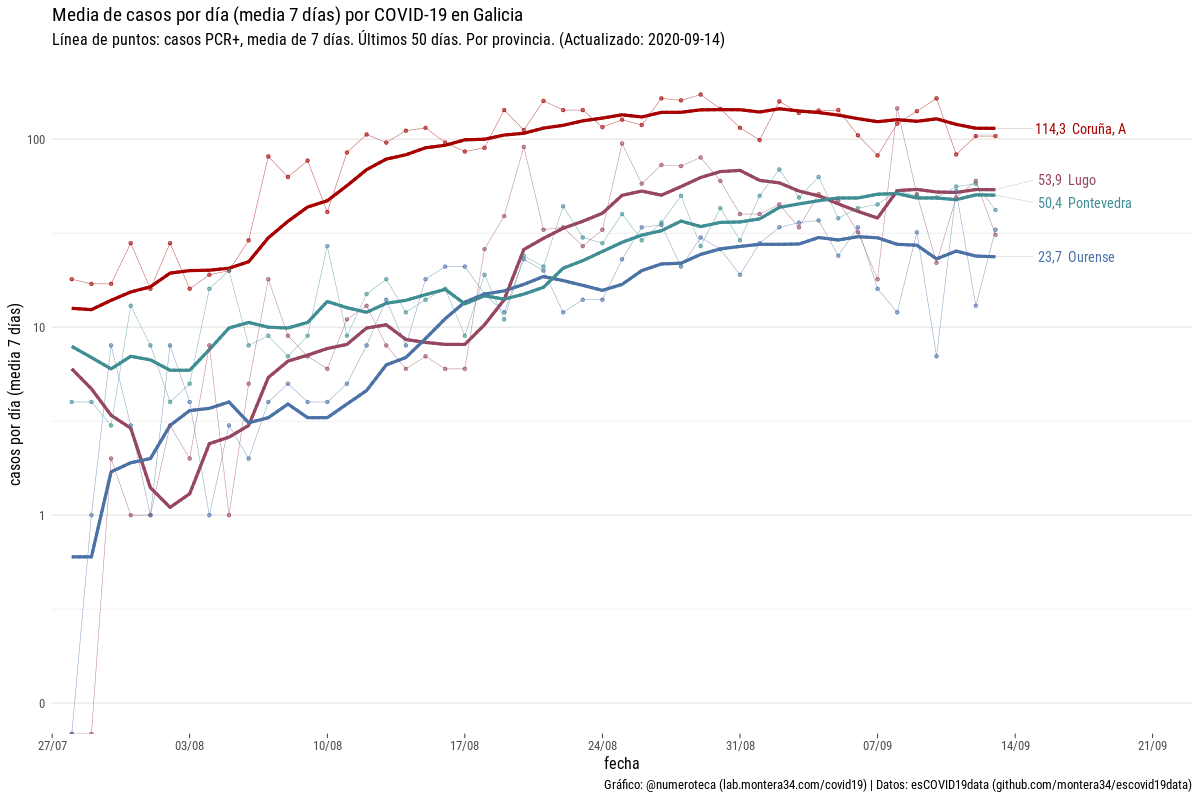 Media de casos por día (media 7 días) por COVID-19 en Galicia
Línea de puntos: casos PCR+, media de 7 días. Últimos 50 días. Por provincia. (Actualizado: 2020-09-14)
casos por día (media 7 días)
100
10
1
0
114,3 Coruña, A
53,9 Lugo
50,4 Pontevedra
23,7 Ourense
27/07 03/08 10/08 17/08 24/08 31/08 07/09 14/09 21/09
fecha
Gráfico: @numeroteca (lab.montera34.com/covid19) | Datos: esCOVID19data (github.com/montera34/escovid19data)